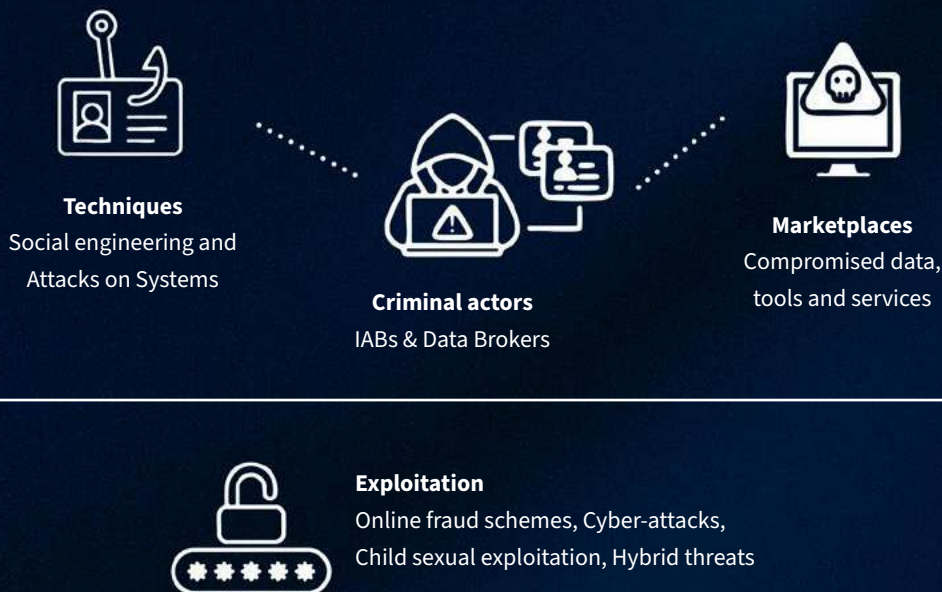 Techniques
Social engineering and
Attacks on Systems
Criminal actors
IABs & Data Brokers
Marketplaces
Compromised data,
tools and services
Exploitation
Online fraud schemes, Cyber-attacks,
Child sexual exploitation, Hybrid threats